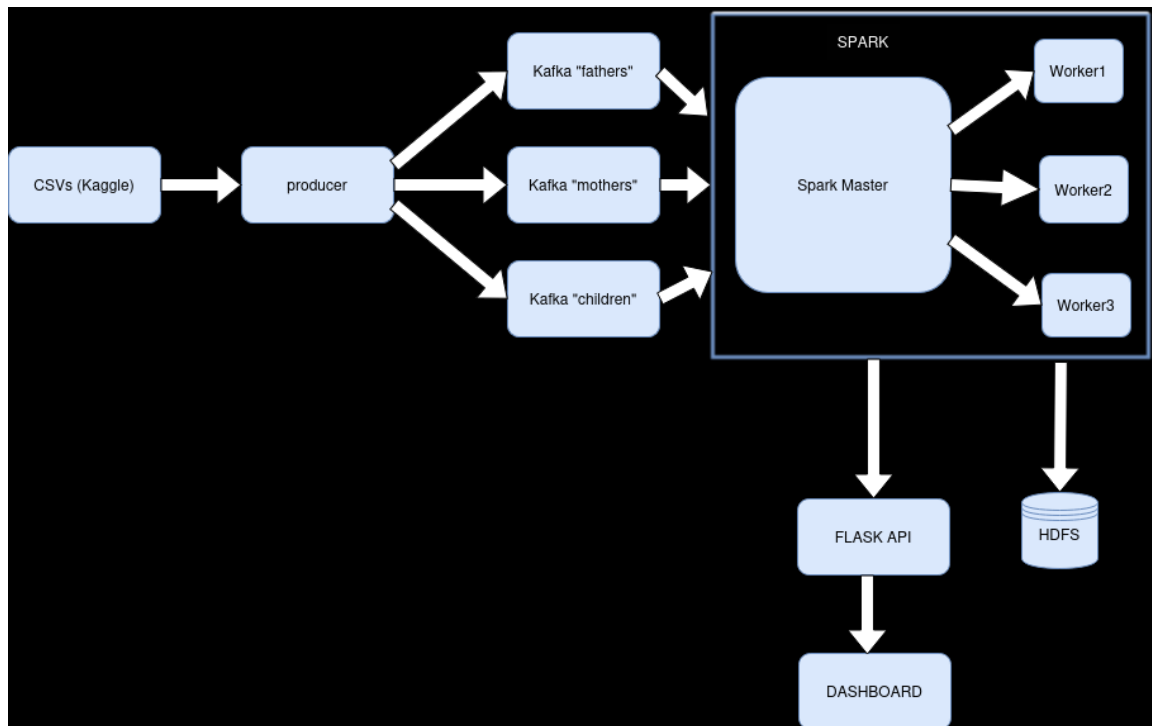 SPARK
Kafka "fathers"
Worker1
CSVs (Kaggle)
producer
Kafka "mothers"
Spark Master
Worker2
Kafka "children"
Worker3
FLASK API
HDFS
DASHBOARD